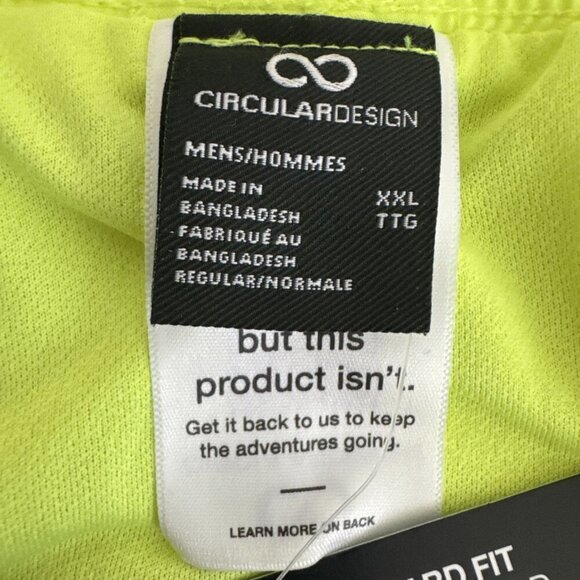 CIRCULARDESIGN
MENS/HOMMES
MADE IN
BANGLADESH
FABRIQUÉ AU
BANGLADESH
REGULAR/NORMALE
XXL
TTG
but this
product isn't.
Get it back to us to keep
the adventures going.
LEARN MORE ON BACK
FIT